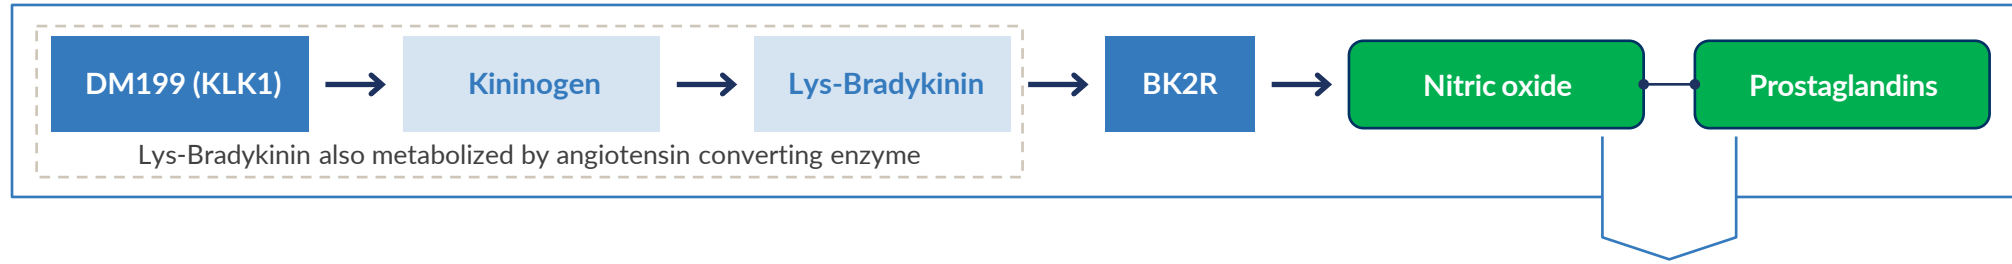 DM199 (KLK1)
Kininogen
Lys-Bradykinin
BK2R
Nitric oxide
Prostaglandins
Lys-Bradykinin also metabolized by angiotensin converting enzyme